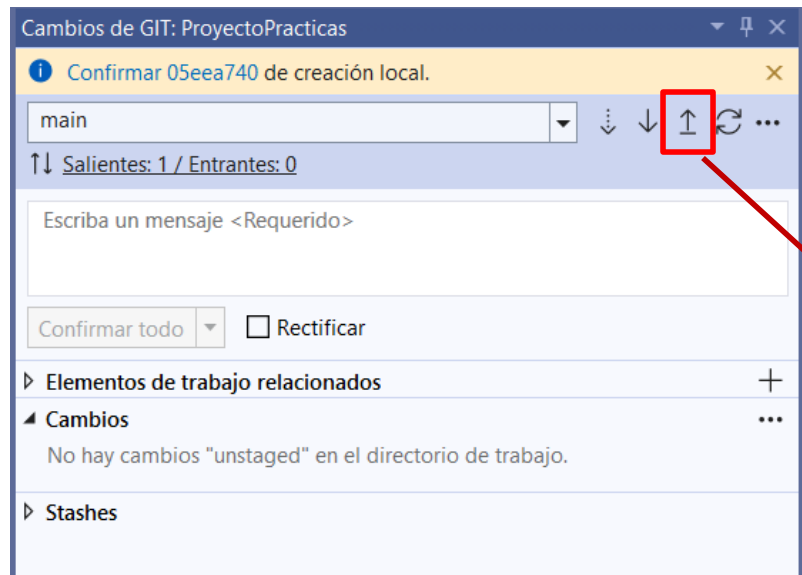 Cambios de GIT: ProyectoPracticas
Confirmar 05eea740 de creación local.
main
Salientes: 1 / Entrantes: 0
Escriba un mensaje <Requerido>
Confirmar todo Rectificar
Elementos de trabajo relacionados
Cambios
No hay cambios "unstaged" en el directorio de trabajo.
Stashes